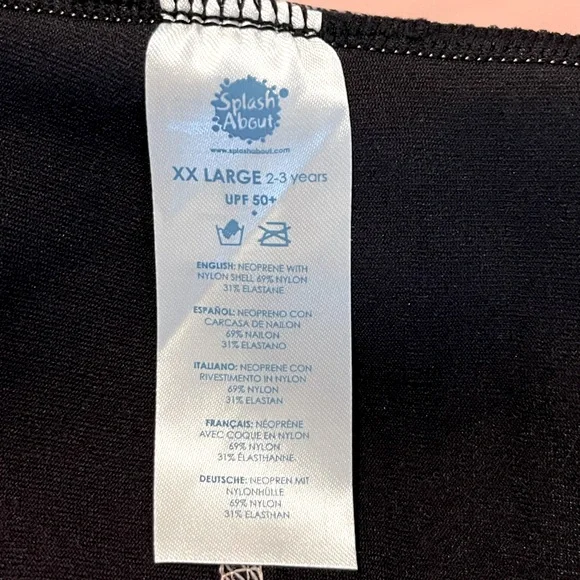 Splash
About
www.splashabout.com
XX LARGE 2-3 years
UPF 50+
ENGLISH: NEOPRENE WITH
NYLON SHELL 69% NYLON
31% ELASTANE
ESPAÑOL: NEOPRENO CON
CARCASA DE NAILON
69% NAILON
31% ELASTANO
ITALIANO: NEOPRENE CON
RIVESTIMENTO IN NYLON
69% NYLON
31% ELASTAN
FRANÇAIS: NÉOPRÈNE
AVEC COQUE EN NYLON
69% NYLON
31% ÉLASTHANNE
DEUTSCHE: NEOPREN MIT
NYLONHÜLLE
69% NYLON
31% ELASTHAN